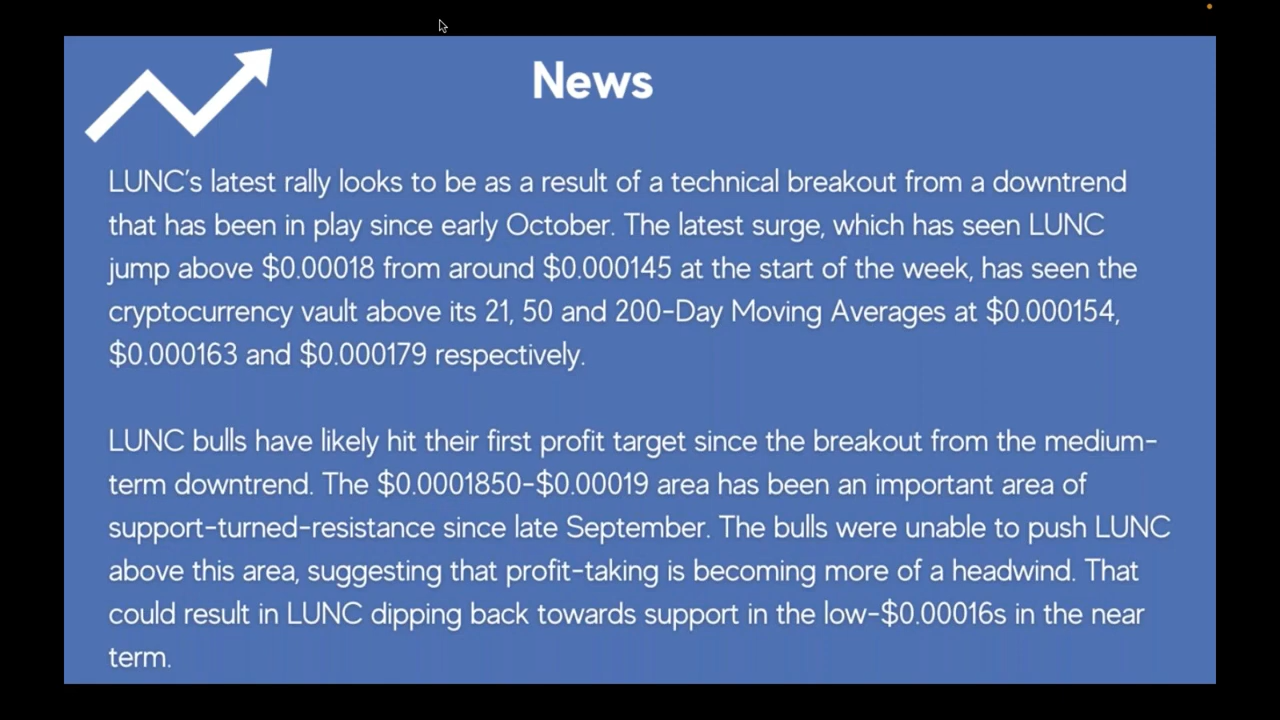 News
LUNC's latest rally looks to be as a result of a technical breakout from a downtrend
that has been in play since early October. The latest surge, which has seen LUNC
jump above $0.00018 from around $0.000145 at the start of the week, has seen the
cryptocurrency vault above its 21, 50 and 200-Day Moving Averages at $0.000154,
$0.000163 and $0.000179 respectively.
LUNC bulls have likely hit their first profit target since the breakout from the medium-
term downtrend. The $0.0001850-$0.00019 area has been an important area of
support-turned-resistance since late September. The bulls were unable to push LUNC
above this area, suggesting that profit-taking is becoming more of a headwind. That
could result in LUNC dipping back towards support in the low-$0.00016s in the near
term.